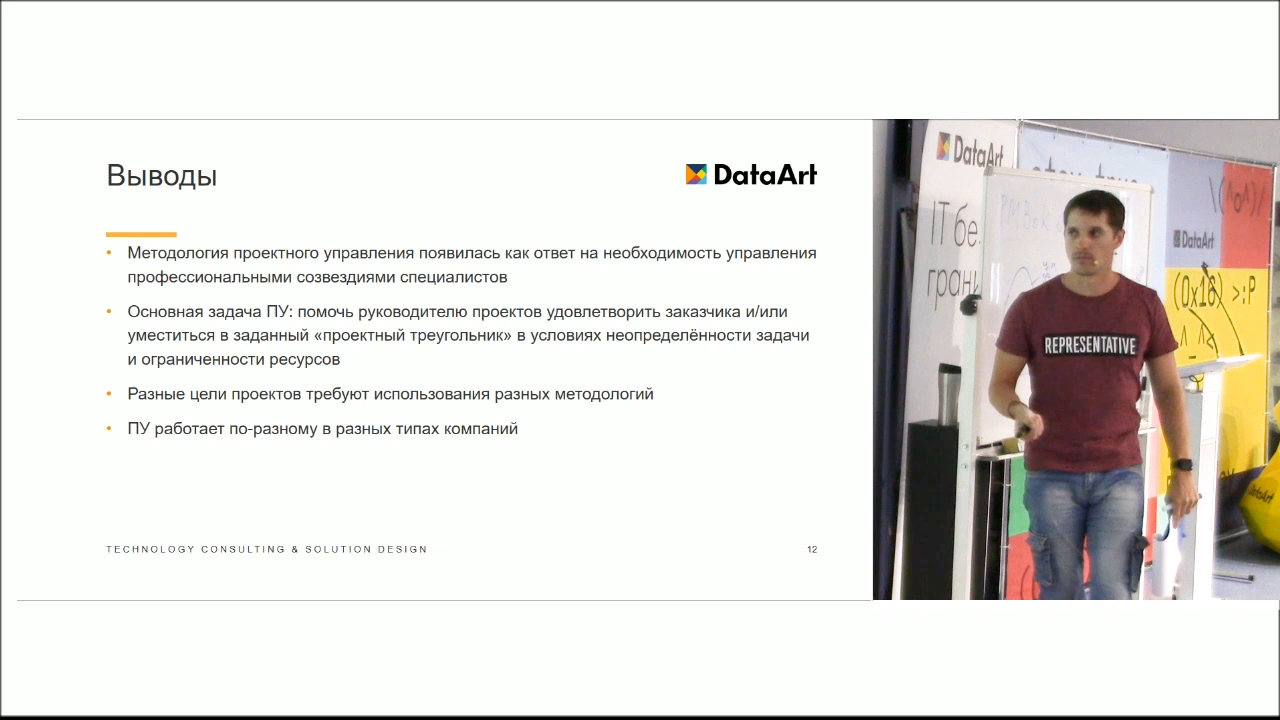 Выводы
DataArt
Методология проектного управления появилась как ответ на необходимость управления
профессиональными созвездиями специалистов
Основная задача ПУ: помочь руководителю проектов удовлетворить заказчика и/или
уместиться в заданный «проектный треугольник» в условиях неопределённости задачи
и ограниченности ресурсов
Разные цели проектов требуют использования разных методологий
ПУ работает по-разному в разных типах компаний
TECHNOLOGY CONSULTING & SOLUTION DESIGN
12
DataArt
IT бе
гран
DataArt
(0x18) >:P
REPRESENTATIVE
DataArt